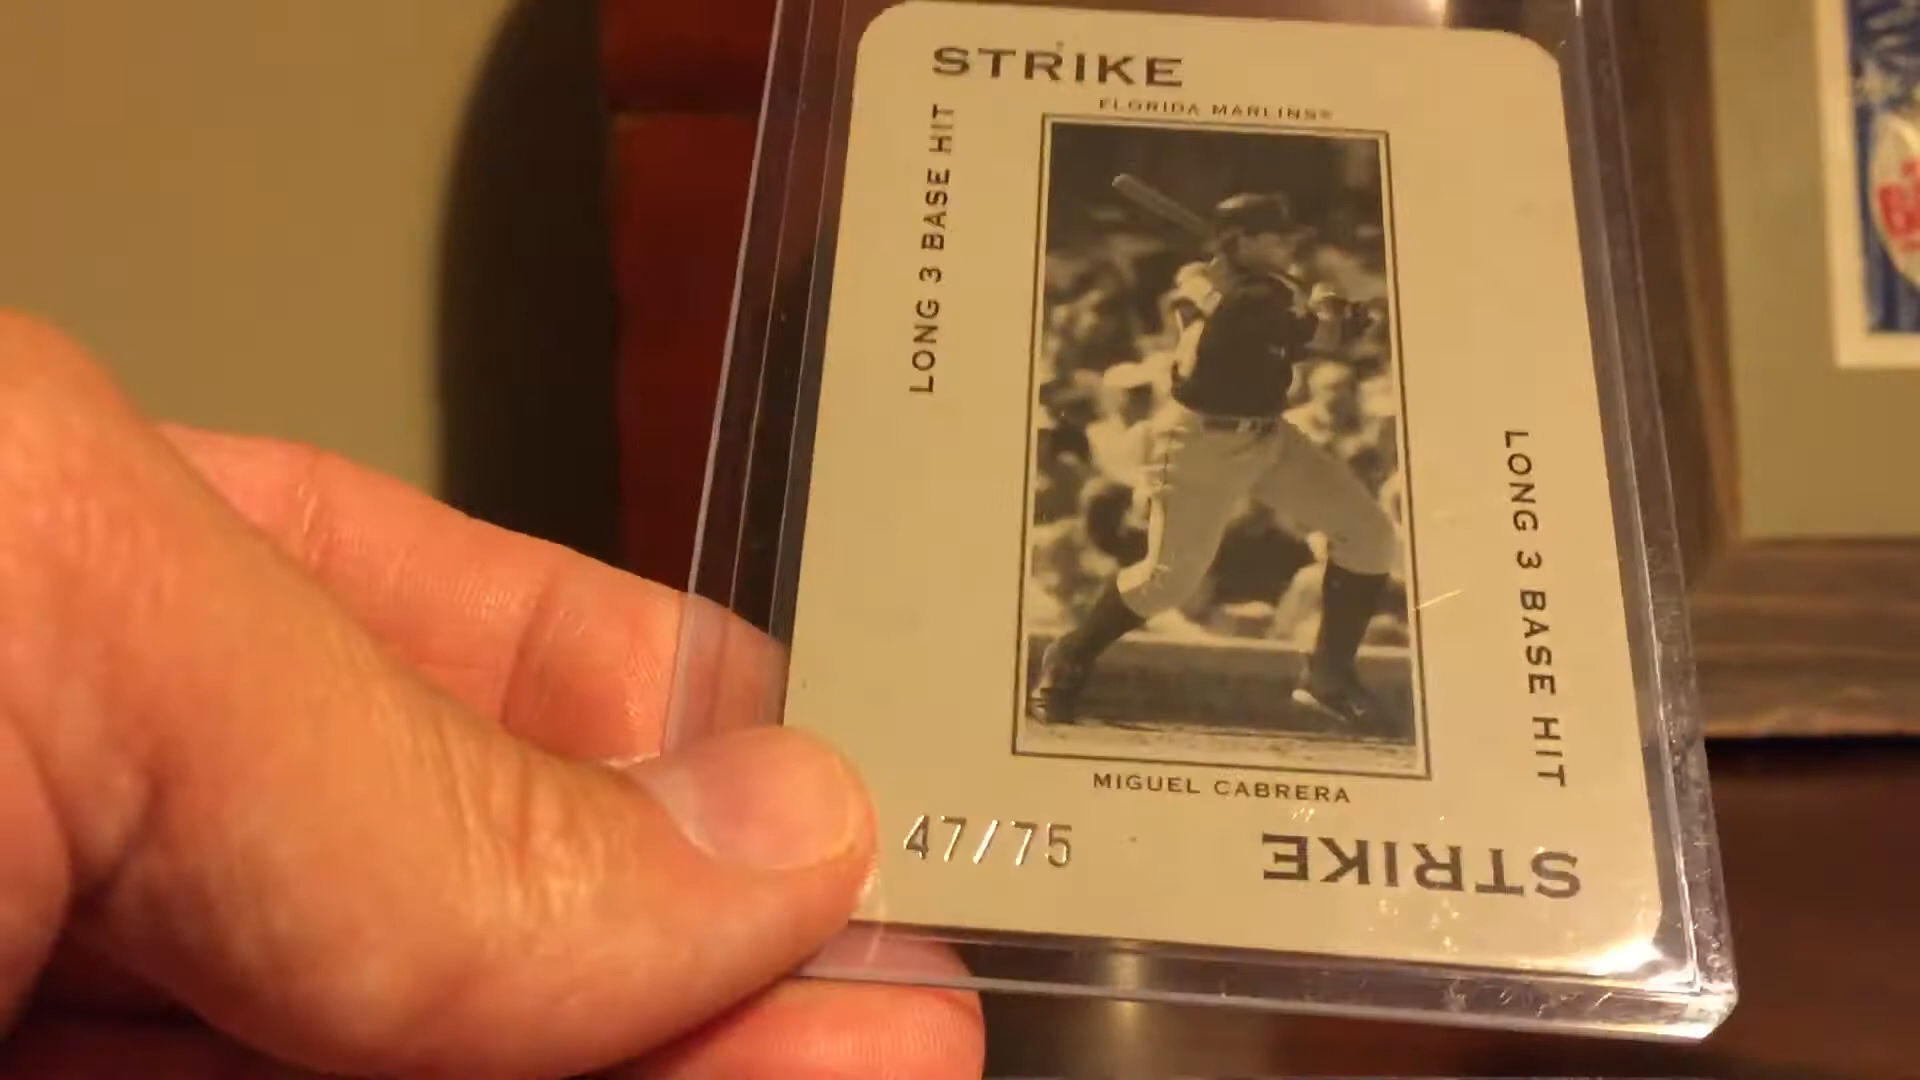 STRIKE
FLORIDA MARLINS®
LONG 3 BASE HIT
LONG 3 BASE HIT
MIGUEL CABRERA
47/75
STRIKE